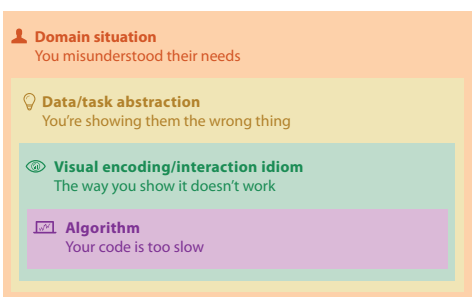 Domain situation
You misunderstood their needs
Data/task abstraction
You're showing them the wrong thing
Visual encoding/interaction idiom
The way you show it doesn't work
Algorithm
Your code is too slow